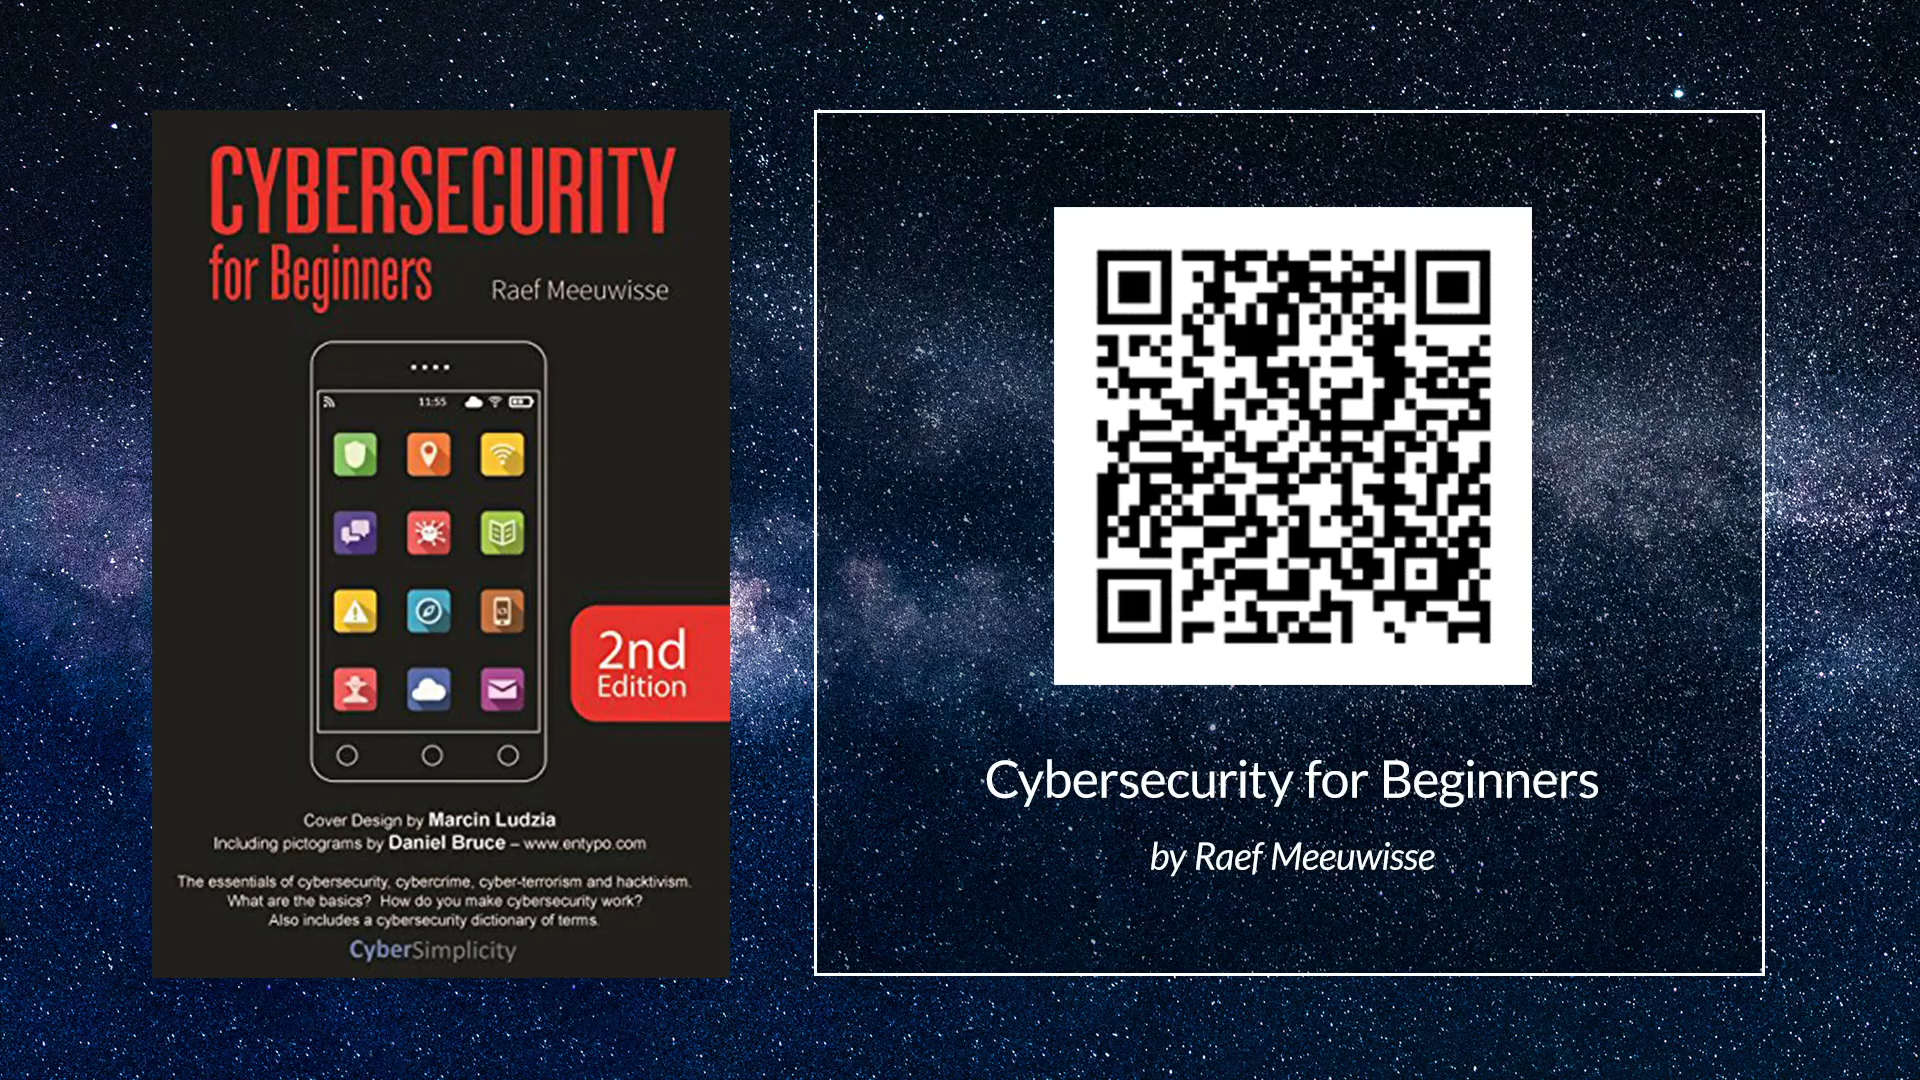 CYBERSECURITY
for Beginners
Raef Meeuwisse
11:55
2nd
Edition
Cover Design by Marcin Ludzia
Including pictograms by Daniel Bruce – www.entypo.com
The essentials of cybersecurity, cybercrime, cyber-terrorism and hacktivism.
What are the basics? How do you make cybersecurity work?
Also includes a cybersecurity dictionary of terms.
CyberSimplicity
Cybersecurity for Beginners
by Raef Meeuwisse